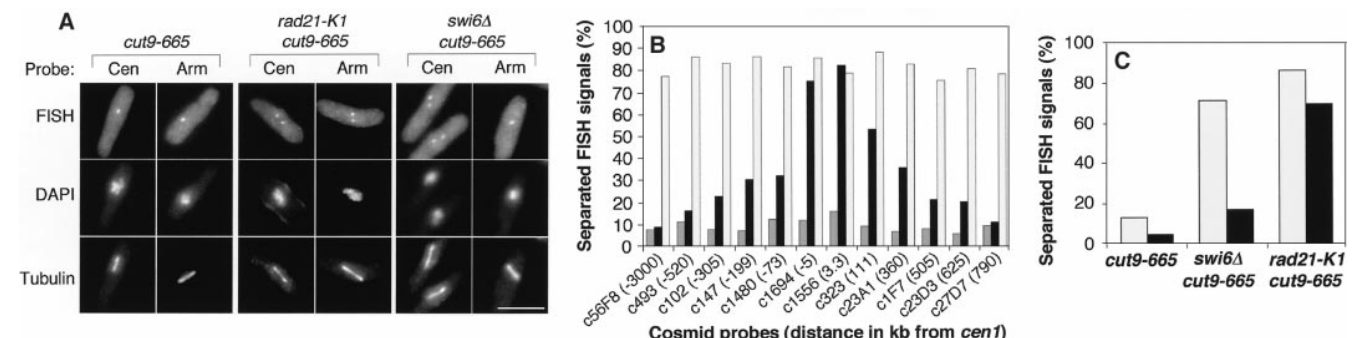 A
cut9-665
rad21-K1
cut9-665
swi6Δ
cut9-665
Probe: Cen Arm Cen Arm Cen Arm
FISH
DAPI
Tubulin
B
Separated FISH signals (%)
100
90
80
70
60
50
40
30
20
10
0
c56F8 (-3000)
c493 (-520)
c102 (-305)
c147 (-199)
c1480 (-73)
c1694 (-5)
c1556 (3.3)
c323 (111)
c23A1 (360)
c1F7 (505)
c23D3 (625)
c27D7 (790)
Cosmid probes (distance in kb from cen1)
C
Separated FISH signals (%)
100
80
60
40
20
0
cut9-665
swi6Δ
cut9-665
rad21-K1
cut9-665